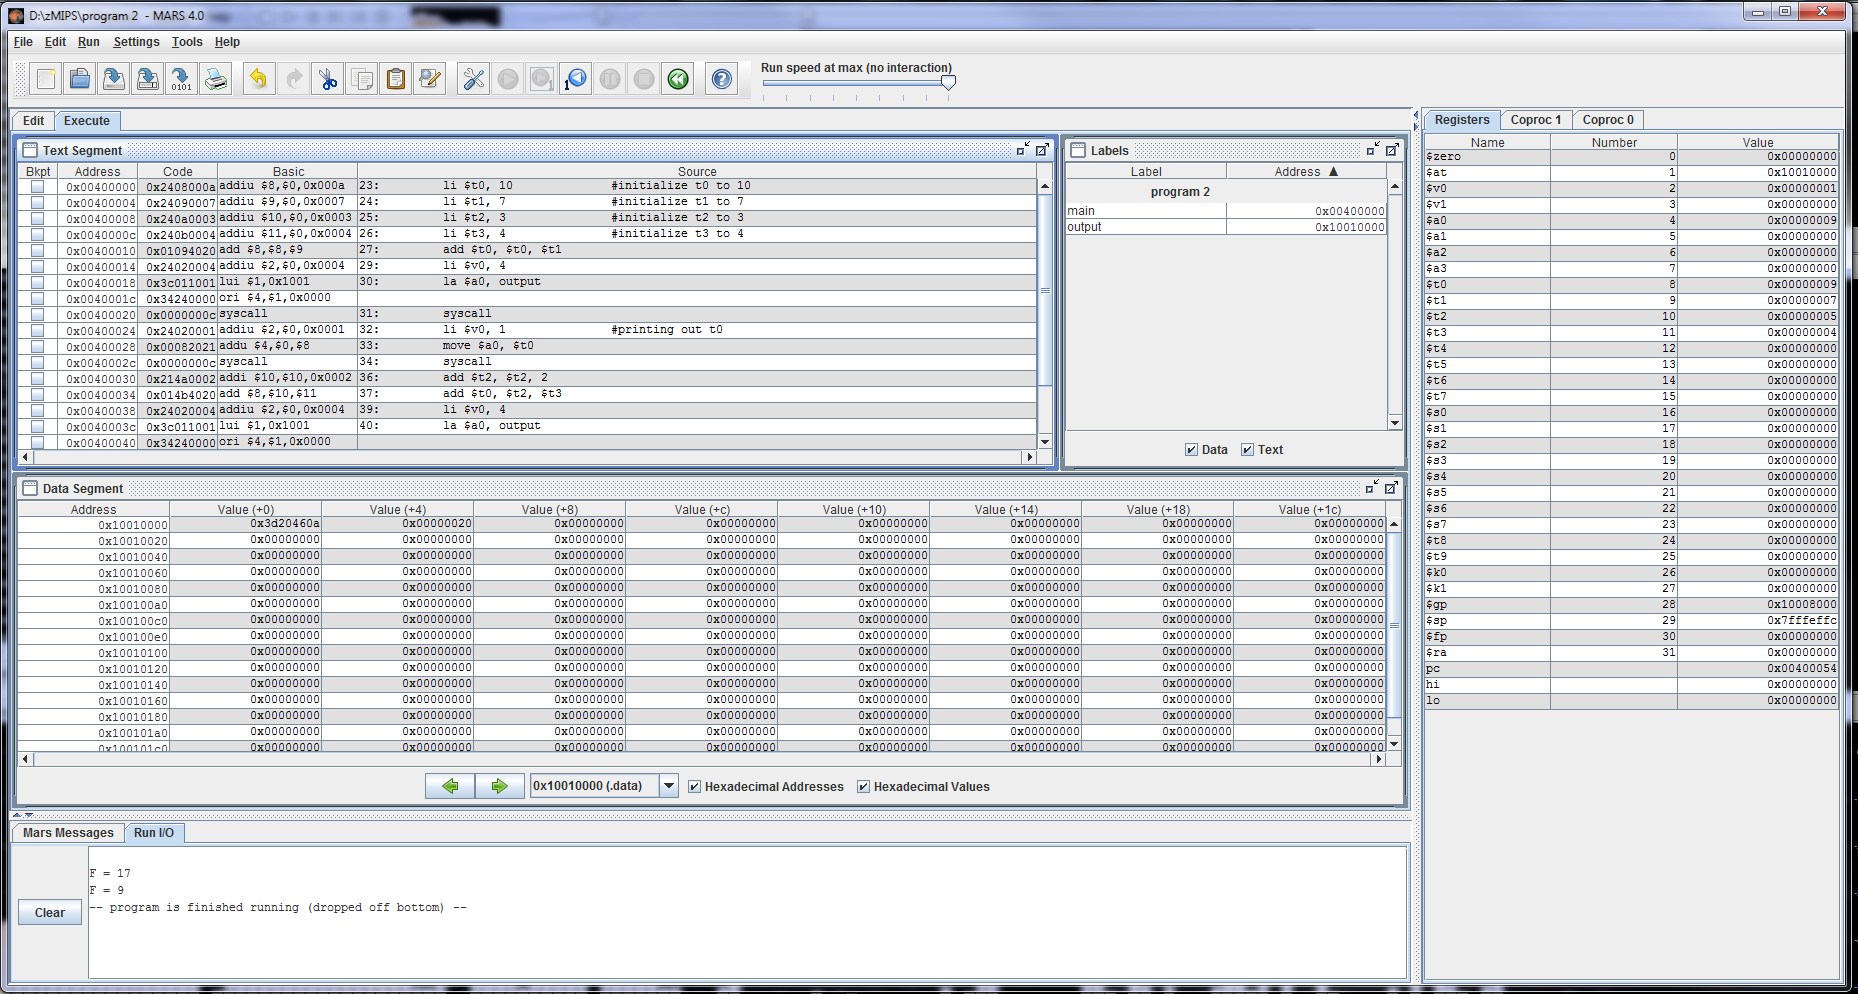 D:\zMIPS\program 2 - MARS 4.0
File Edit Run Settings Tools Help
Run speed at max (no interaction)
Edit Execute
Text Segment
Bkpt Address Code Basic Source
0x00400000 0x2408000a addiu $8,$0,0x000a 23: li $t0, 10 #initialize t0 to 10
0x00400004 0x24090007 addiu $9,$0,0x0007 24: li $t1, 7 #initialize t1 to 7
0x00400008 0x240a0003 addiu $10,$0,0x0003 25: li $t2, 3 #initialize t2 to 3
0x0040000c 0x240b0004 addiu $11,$0,0x0004 26: li $t3, 4 #initialize t3 to 4
0x00400010 0x01094020 add $8,$8,$9 27: add $t0, $t0, $t1
0x00400014 0x24020004 addiu $2,$0,0x0004 29: li $v0, 4
0x00400018 0x3c011001 lui $1,0x1001 30: la $a0, output
0x0040001c 0x34240000 ori $4,$1,0x0000
0x00400020 0x0000000c syscall 31: syscall
0x00400024 0x24020001 addiu $2,$0,0x0001 32: li $v0, 1 #printing out t0
0x00400028 0x00082021 addu $4,$0,$8 33: move $a0, $t0
0x0040002c 0x0000000c syscall 34: syscall
0x00400030 0x214a0002 addi $10,$10,0x0002 36: add $t2, $t2, 2
0x00400034 0x014b4020 add $8,$10,$11 37: add $t0, $t2, $t3
0x00400038 0x24020004 addiu $2,$0,0x0004 39: li $v0, 4
0x0040003c 0x3c011001 lui $1,0x1001 40: la $a0, output
0x00400040 0x34240000 ori $4,$1,0x0000
Labels
Label Address ▲
program 2
main 0x00400000
output 0x10010000
Data Text
Data Segment
Address Value (+0) Value (+4) Value (+8) Value (+c) Value (+10) Value (+14) Value (+18) Value (+1c)
0x10010000 0x3d20460a 0x00000020 0x00000000 0x00000000 0x00000000 0x00000000 0x00000000 0x00000000
0x10010020 0x00000000 0x00000000 0x00000000 0x00000000 0x00000000 0x00000000 0x00000000 0x00000000
0x10010040 0x00000000 0x00000000 0x00000000 0x00000000 0x00000000 0x00000000 0x00000000 0x00000000
0x10010060 0x00000000 0x00000000 0x00000000 0x00000000 0x00000000 0x00000000 0x00000000 0x00000000
0x10010080 0x00000000 0x00000000 0x00000000 0x00000000 0x00000000 0x00000000 0x00000000 0x00000000
0x100100a0 0x00000000 0x00000000 0x00000000 0x00000000 0x00000000 0x00000000 0x00000000 0x00000000
0x100100c0 0x00000000 0x00000000 0x00000000 0x00000000 0x00000000 0x00000000 0x00000000 0x00000000
0x100100e0 0x00000000 0x00000000 0x00000000 0x00000000 0x00000000 0x00000000 0x00000000 0x00000000
0x10010100 0x00000000 0x00000000 0x00000000 0x00000000 0x00000000 0x00000000 0x00000000 0x00000000
0x10010120 0x00000000 0x00000000 0x00000000 0x00000000 0x00000000 0x00000000 0x00000000 0x00000000
0x10010140 0x00000000 0x00000000 0x00000000 0x00000000 0x00000000 0x00000000 0x00000000 0x00000000
0x10010160 0x00000000 0x00000000 0x00000000 0x00000000 0x00000000 0x00000000 0x00000000 0x00000000
0x10010180 0x00000000 0x00000000 0x00000000 0x00000000 0x00000000 0x00000000 0x00000000 0x00000000
0x100101a0 0x00000000 0x00000000 0x00000000 0x00000000 0x00000000 0x00000000 0x00000000 0x00000000
0x100101c0 0x00000000 0x00000000 0x00000000 0x00000000 0x00000000 0x00000000 0x00000000 0x00000000
0x10010000 (.data) Hexadecimal Addresses Hexadecimal Values
Mars Messages Run I/O
F = 17
F = 9
-- program is finished running (dropped off bottom) --
Clear
Registers Coproc 1 Coproc 0
Name Number Value
$zero 0 0x00000000
$at 1 0x10010000
$v0 2 0x00000001
$v1 3 0x00000000
$a0 4 0x00000009
$a1 5 0x00000000
$a2 6 0x00000000
$a3 7 0x00000000
$t0 8 0x00000009
$t1 9 0x00000007
$t2 10 0x00000005
$t3 11 0x00000004
$t4 12 0x00000000
$t5 13 0x00000000
$t6 14 0x00000000
$t7 15 0x00000000
$s0 16 0x00000000
$s1 17 0x00000000
$s2 18 0x00000000
$s3 19 0x00000000
$s4 20 0x00000000
$s5 21 0x00000000
$s6 22 0x00000000
$s7 23 0x00000000
$t8 24 0x00000000
$t9 25 0x00000000
$k0 26 0x00000000
$k1 27 0x00000000
$gp 28 0x10008000
$sp 29 0x7fffeffc
$fp 30 0x00000000
$ra 31 0x00000000
pc 0x00400054
hi 0x00000000
lo 0x00000000